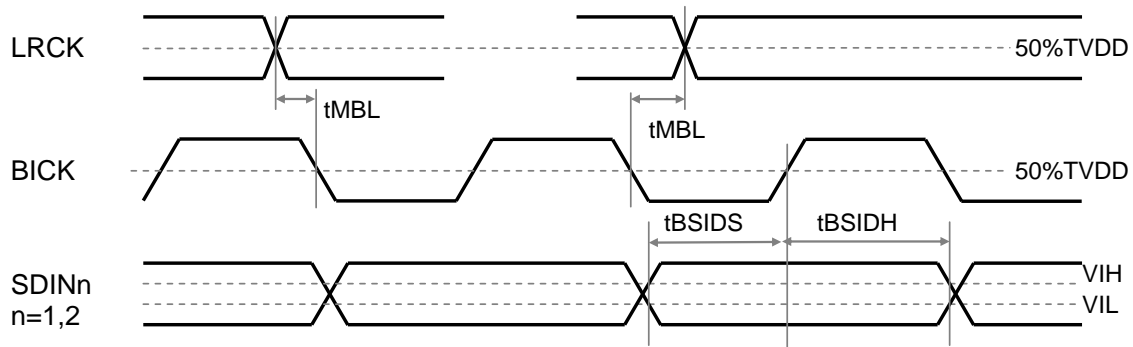 LRCK
50%TVDD
tMBL
tMBL
BICK
50%TVDD
tBSIDS
tBSIDH
SDINn
n=1,2
VIH
VIL